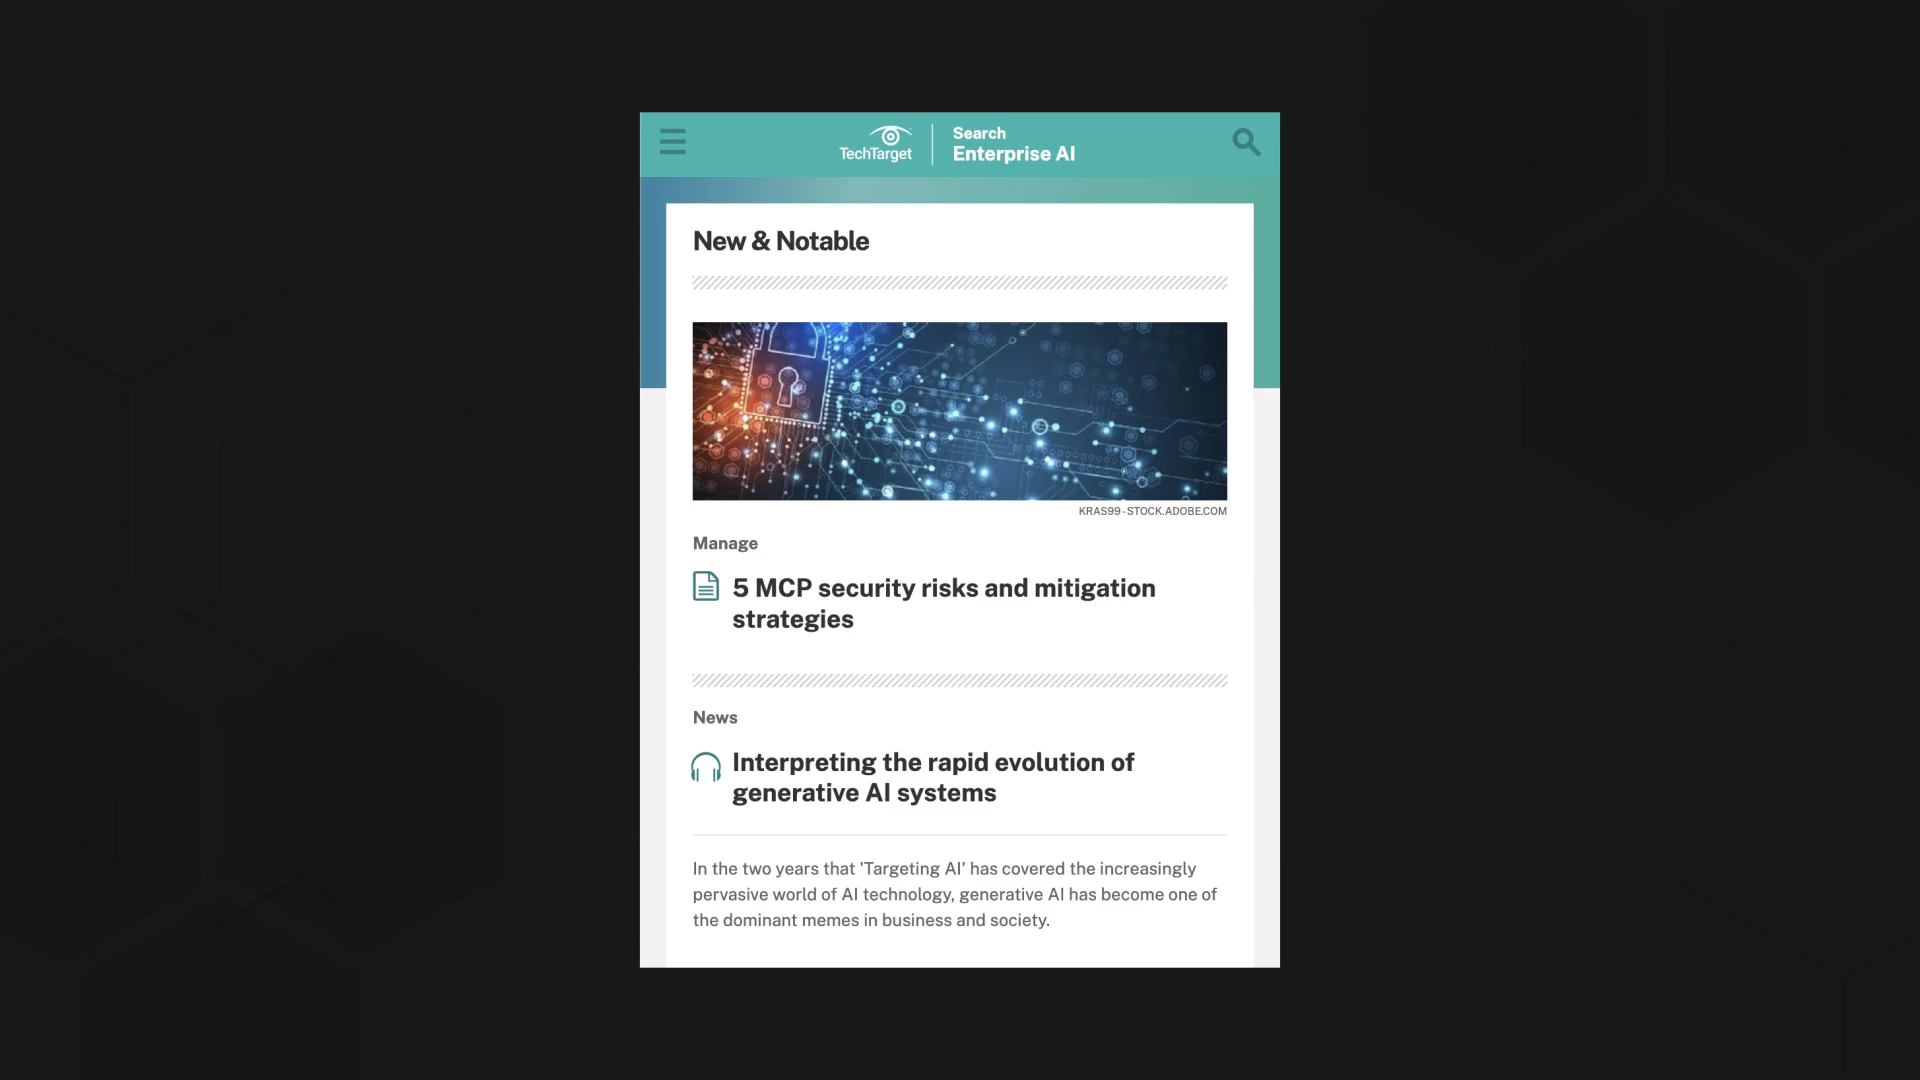 TechTarget
Search
Enterprise AI
New & Notable
KRAS99 - STOCK.ADOBE.COM
Manage
5 MCP security risks and mitigation
strategies
News
Interpreting the rapid evolution of
generative AI systems
In the two years that 'Targeting AI' has covered the increasingly
pervasive world of AI technology, generative AI has become one of
the dominant memes in business and society.